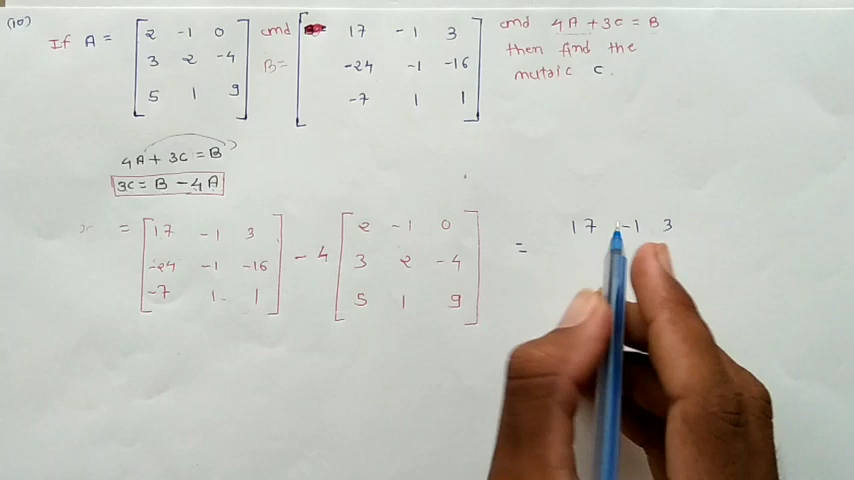 (10)
If A = [2 -1 0 and [ 17 -1 3 ] and 4A + 3C = B
3 2 -4 B= -24 -1 -16 then find the
5 1 9] -7 1 1 matric C.
4A + 3C = B
3C = B - 4A
= [17 -1 3 ] - 4 [2 -1 0 ] = 17 -1 3
-24 -1 -16 3 2 -4
-7 1 1 5 1 9